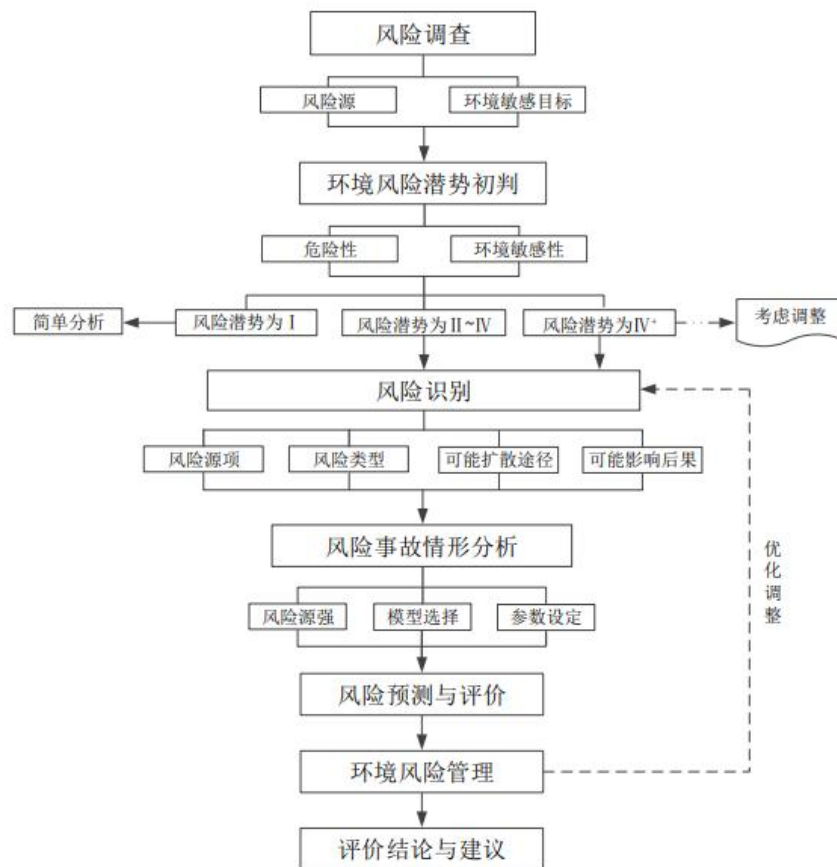 风险调查
风险源
环境敏感目标
环境风险潜势初判
危险性
环境敏感性
简单分析
风险潜势为Ⅰ
风险潜势为Ⅱ~Ⅳ
风险潜势为Ⅳ+
考虑调整
风险识别
风险源项
风险类型
可能扩散途径
可能影响后果
风险事故情形分析
优化调整
风险源强
模型选择
参数设定
风险预测与评价
环境风险管理
评价结论与建议